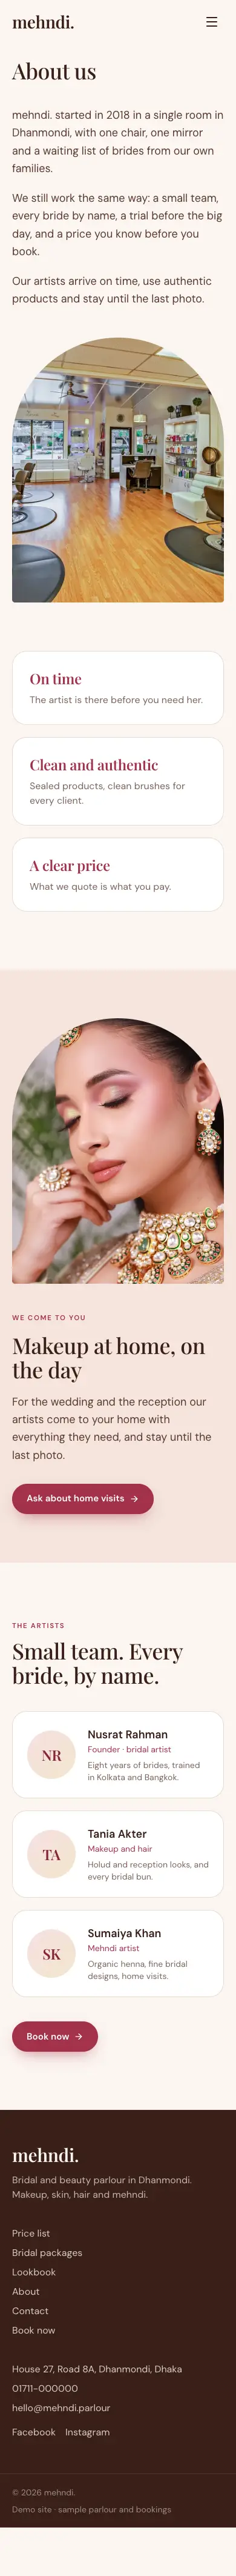 mehndi.
About us
mehndi. started in 2018 in a single room in
Dhanmondi, with one chair, one mirror
and a waiting list of brides from our own
families.
We still work the same way: a small team,
every bride by name, a trial before the big
day, and a price you know before you
book.
Our artists arrive on time, use authentic
products and stay until the last photo.
On time
The artist is there before you need her.
Clean and authentic
Sealed products, clean brushes for
every client.
A clear price
What we quote is what you pay.
WE COME TO YOU
Makeup at home, on
the day
For the wedding and the reception our
artists come to your home with
everything they need, and stay until the
last photo.
Ask about home visits →
THE ARTISTS
Small team. Every
bride, by name.
NR
Nusrat Rahman
Founder · bridal artist
Eight years of brides, trained
in Kolkata and Bangkok.
TA
Tania Akter
Makeup and hair
Holud and reception looks, and
every bridal bun.
SK
Sumaiya Khan
Mehndi artist
Organic henna, fine bridal
designs, home visits.
Book now →
mehndi.
Bridal and beauty parlour in Dhanmondi.
Makeup, skin, hair and mehndi.
Price list
Bridal packages
Lookbook
About
Contact
Book now
House 27, Road 8A, Dhanmondi, Dhaka
01711-000000
hello@mehndi.parlour
Facebook Instagram
© 2026 mehndi.
Demo site · sample parlour and bookings